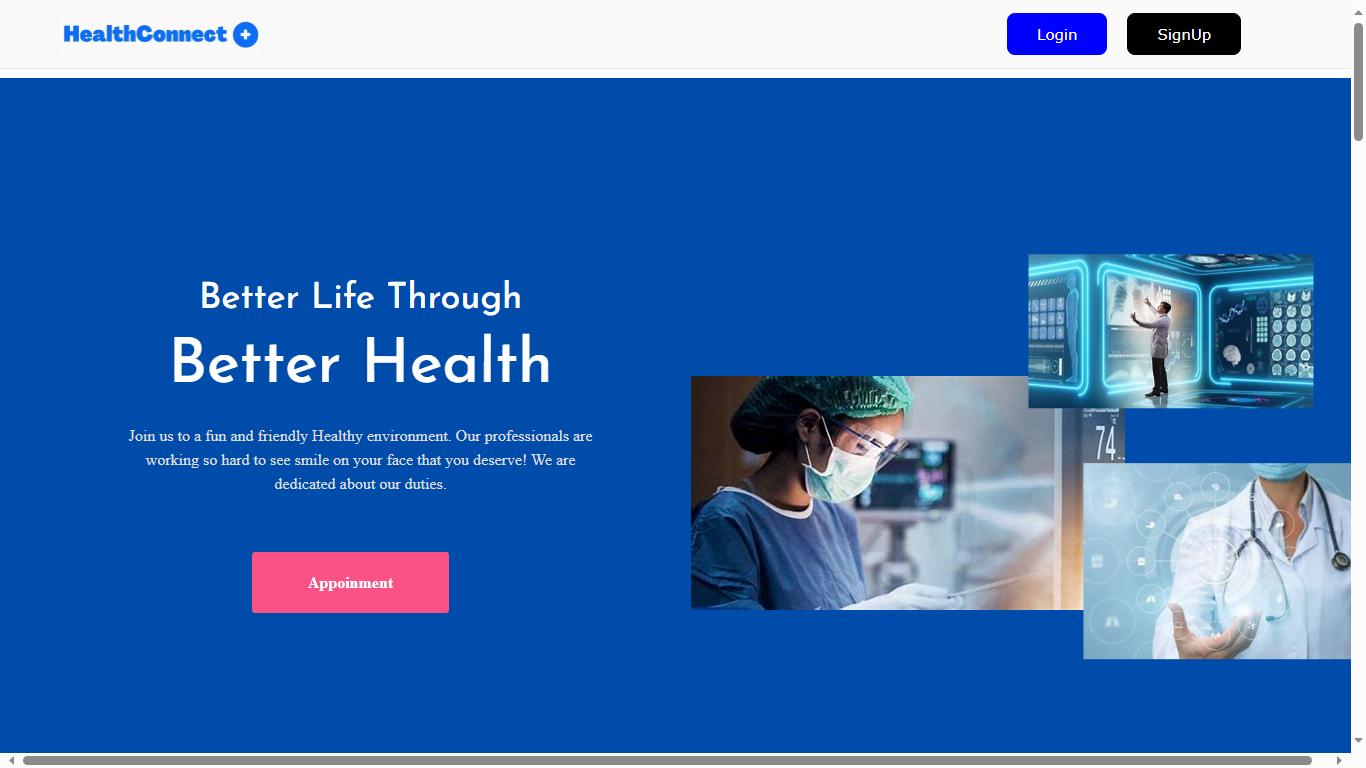 HealthConnect
Login
SignUp
Better Life Through
Better Health
Join us to a fun and friendly Healthy environment. Our professionals are
working so hard to see smile on your face that you deserve! We are
dedicated about our duties.
Appoinment
74